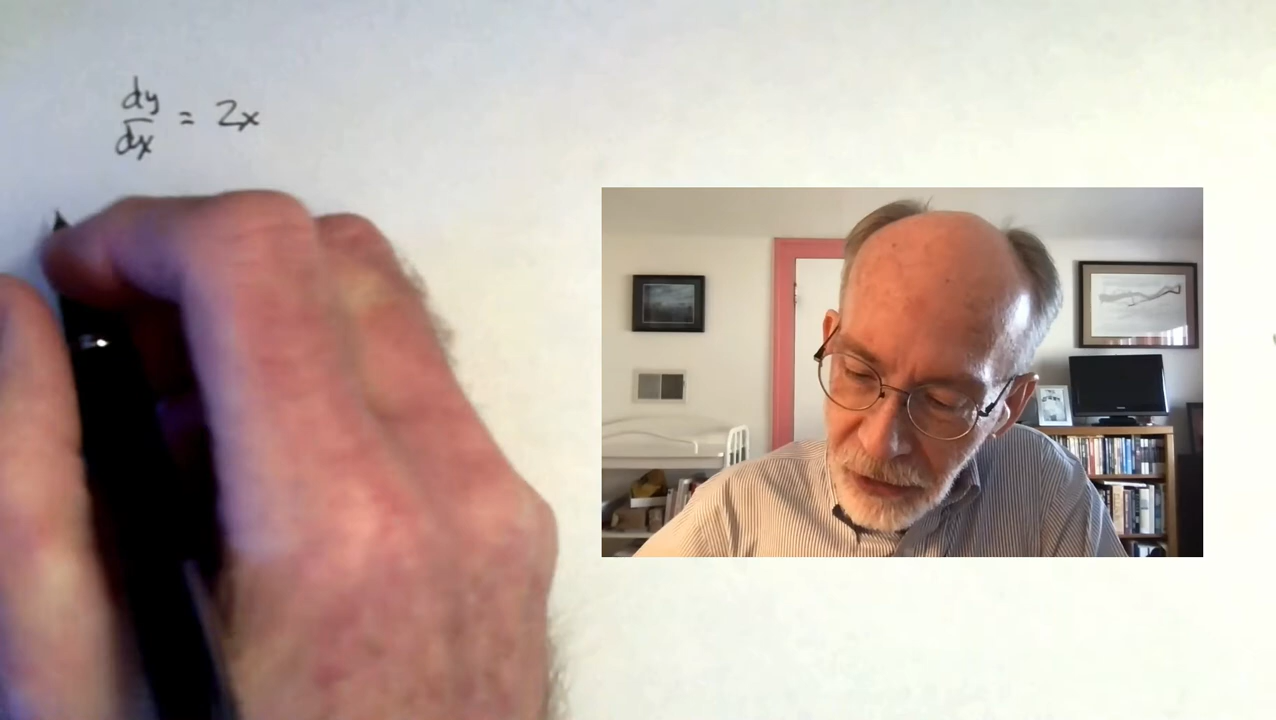 dy/dx = 2x